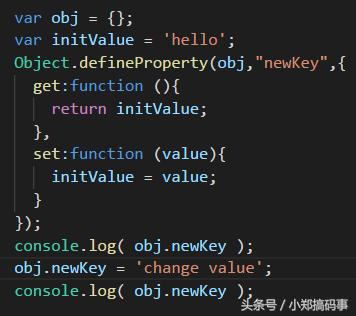 var obj = {};
var initValue = 'hello';
Object.defineProperty(obj,"newKey",{
  get:function (){
    return initValue;
  },
  set:function (value){
    initValue = value;
  }
});
console.log( obj.newKey );
obj.newKey = 'change value';
console.log( obj.newKey );
头条号 / 小郑搞码事